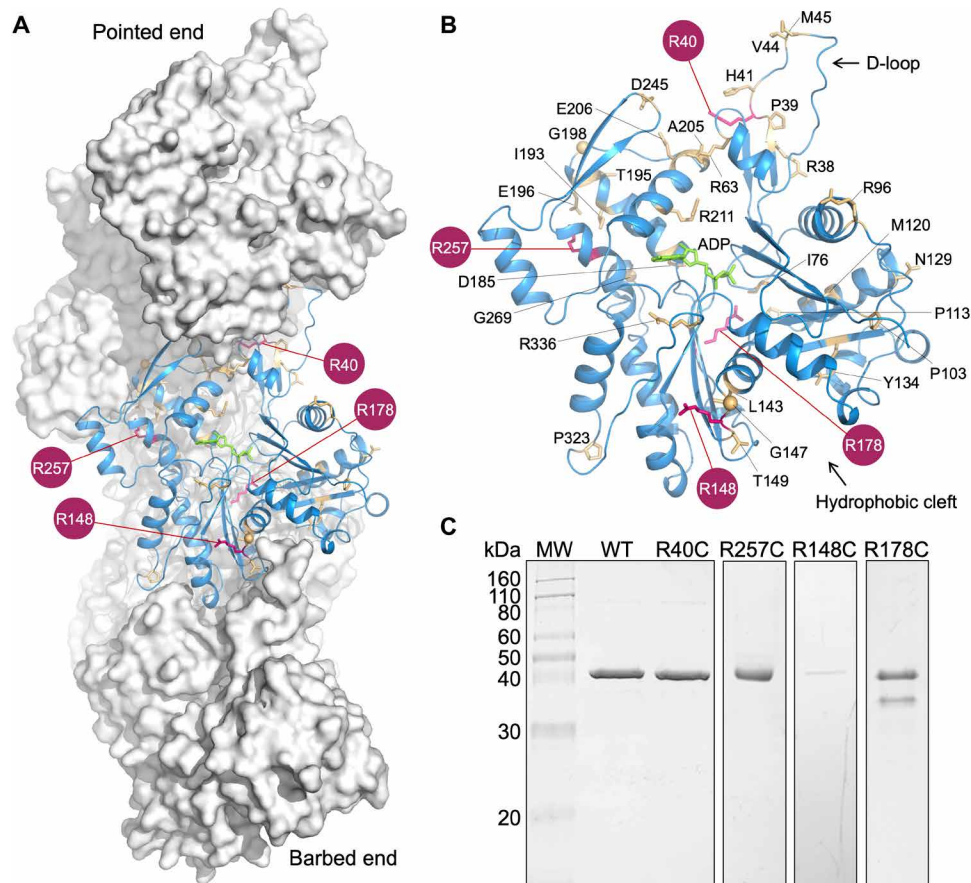 A
Pointed end
R40
R178
R257
R148
Barbed end
B
M45
V44
R40
D-loop
H41
D245
P39
E206
A205
G198
R38
I193
T195
R63
R96
E196
R211
M120
R257
ADP
I76
N129
D185
G269
P113
R336
P103
Y134
L143
P323
G147
R178
T149
R148
Hydrophobic cleft
C
kDa MW WT R40C R257C R148C R178C
160
110
80
60
50
40
30
20